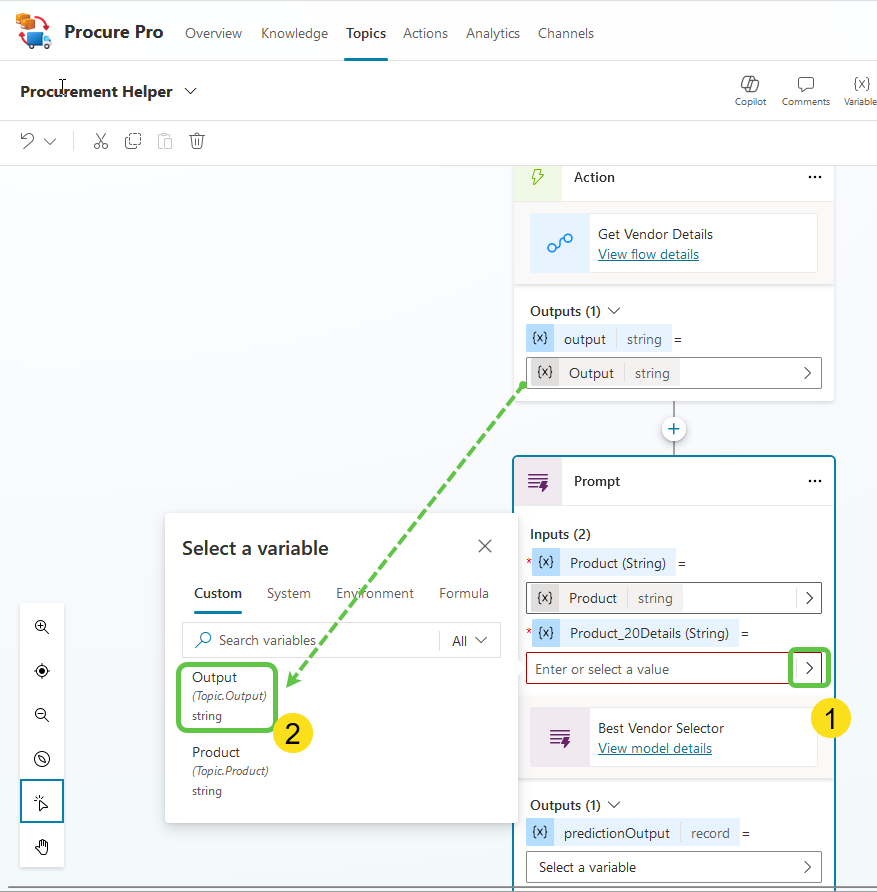 Procure Pro
Overview
Knowledge
Topics
Actions
Analytics
Channels
Procurement Helper
Copilot
Comments
{x}
Variable
Action
Get Vendor Details
View flow details
Outputs (1)
{x} output string =
{x} Output string
Prompt
Inputs (2)
* {x} Product (String) =
{x} Product string
* {x} Product_20Details (String) =
Enter or select a value
1
Best Vendor Selector
View model details
Outputs (1)
{x} predictionOutput record =
Select a variable
Select a variable
Custom
System
Environment
Formula
Search variables
All
Output
(Topic.Output)
string
2
Product
(Topic.Product)
string